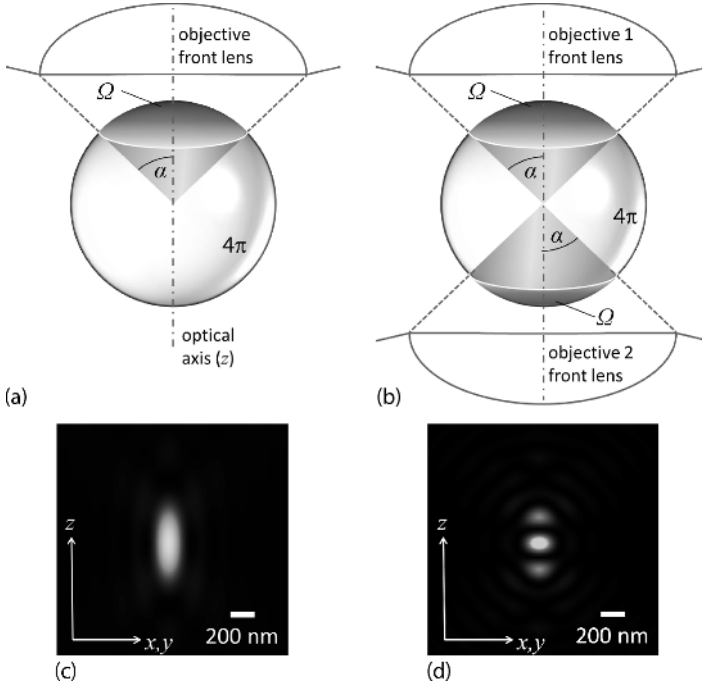 objective
front lens
Ω
α
4π
optical
axis (z)
(a)
objective 1
front lens
Ω
α
4π
α
Ω
objective 2
front lens
(b)
z
x,y
200 nm
(c)
z
x,y
200 nm
(d)